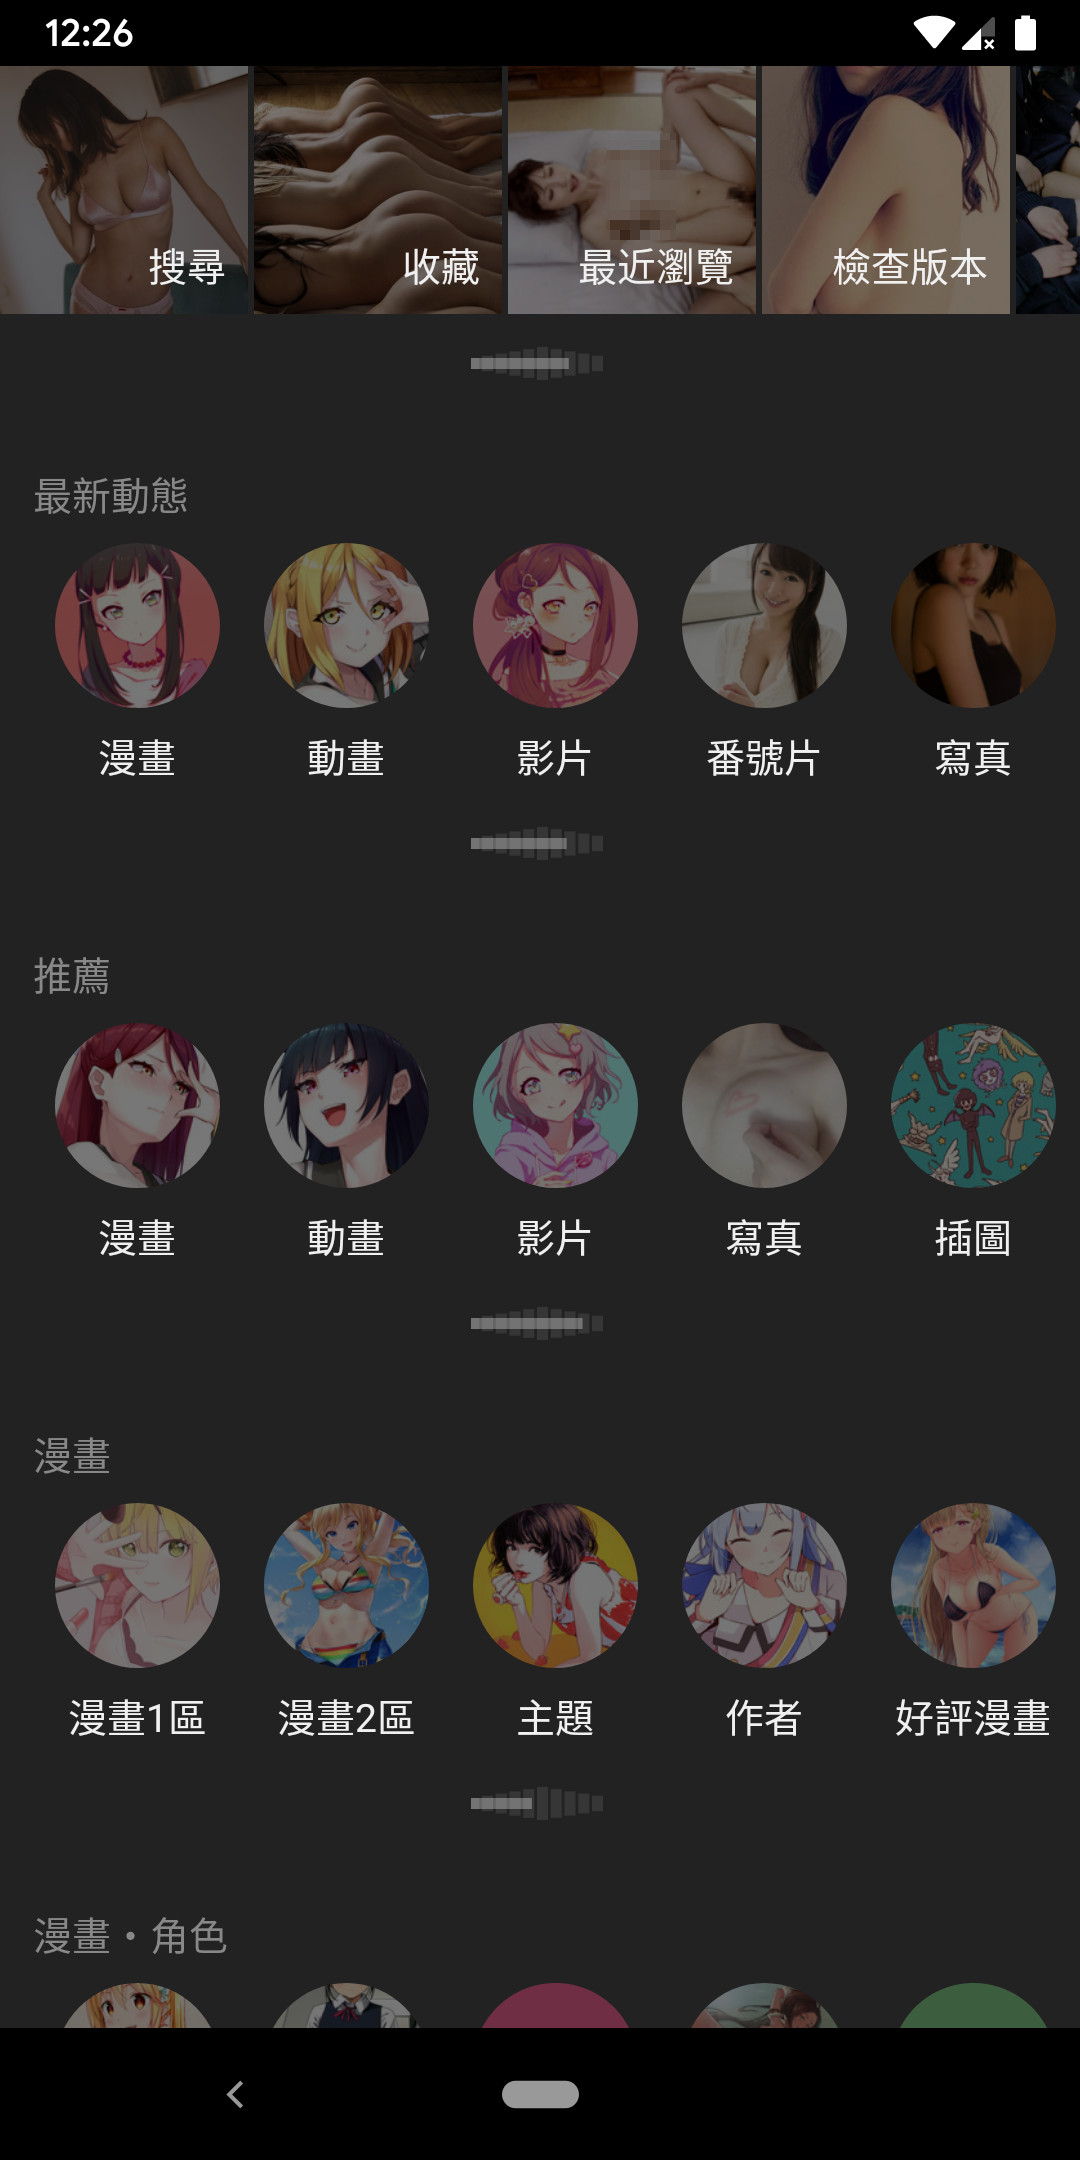 12:26
搜尋 收藏 最近瀏覽 檢查版本
最新動態
漫畫 動畫 影片 番號片 寫真
推薦
漫畫 動畫 影片 寫真 插圖
漫畫
漫畫1區 漫畫2區 主題 作者 好評漫畫
漫畫・角色